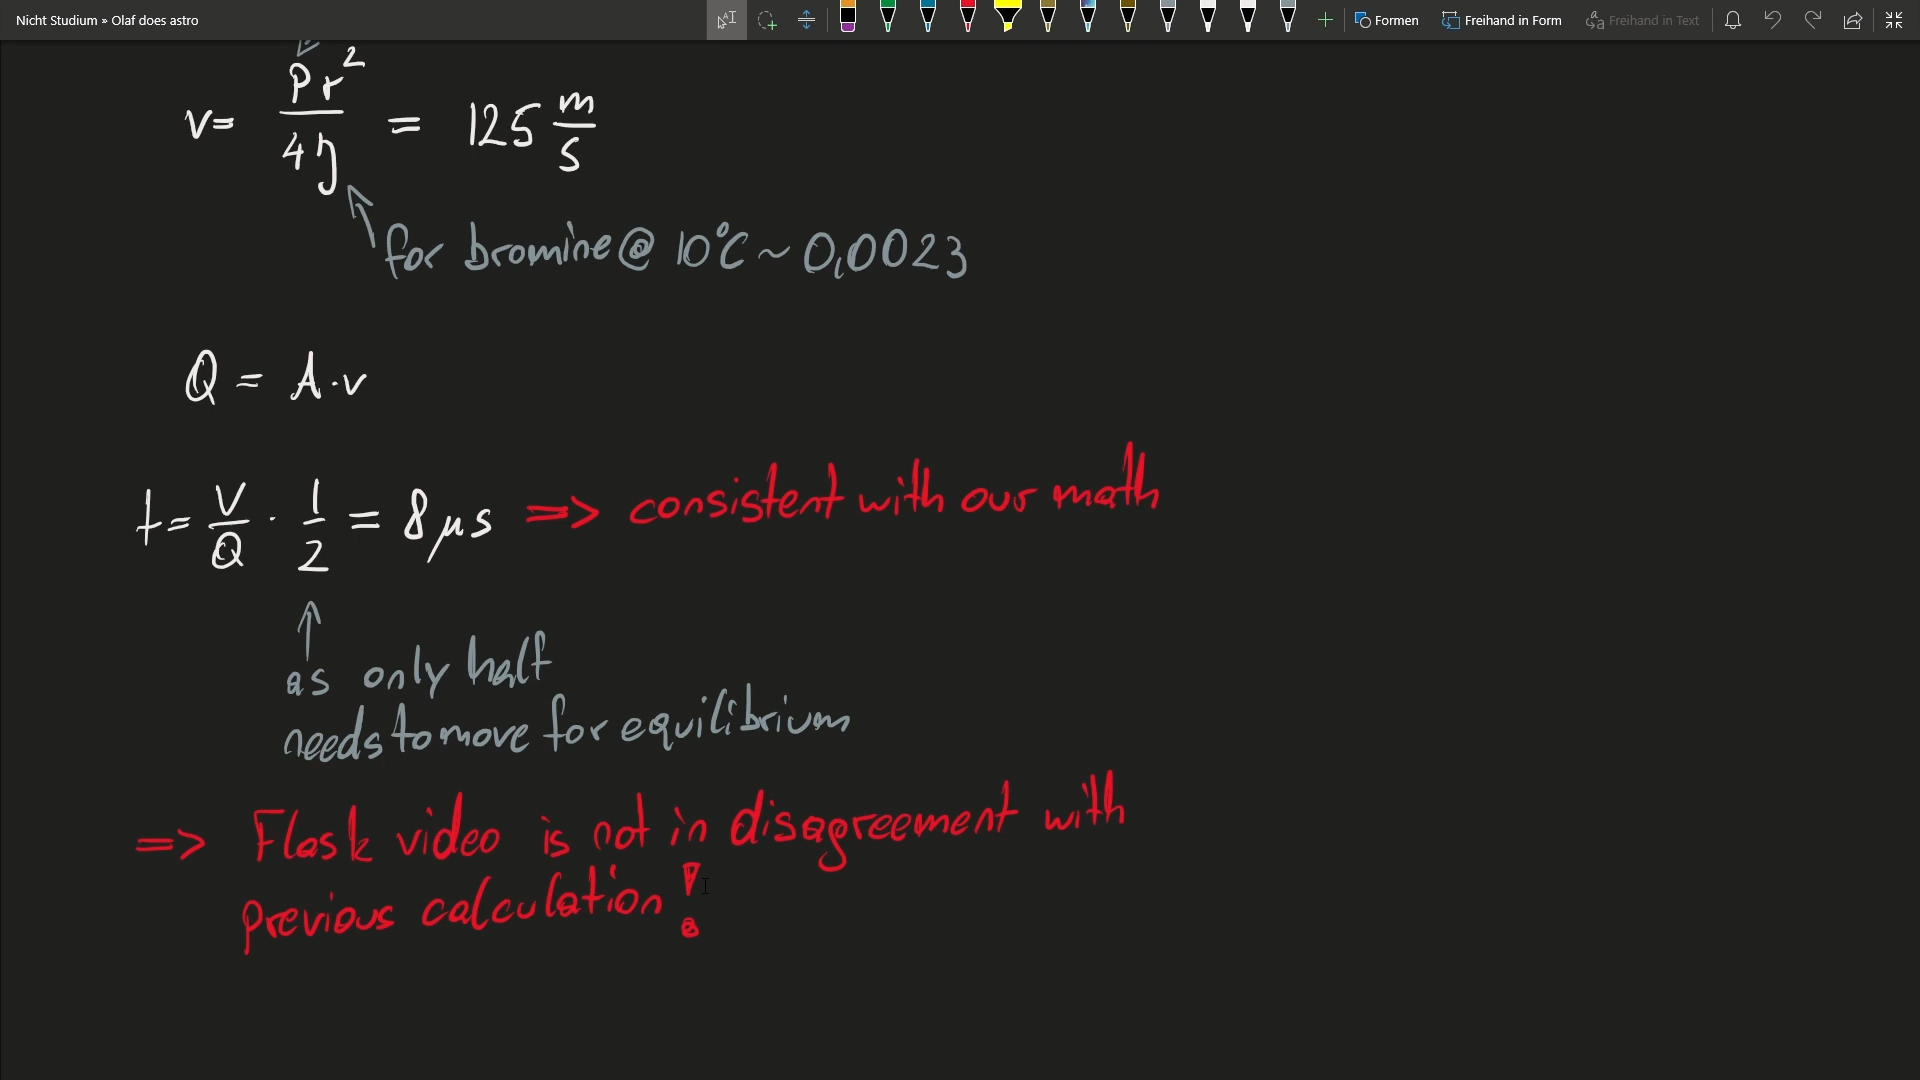 Nicht Studium » Olaf does astro
Formen Freihand in Form Freihand in Text
v= Pr² / 4η = 125 m/s
for bromine @ 10°C ~ 0,0023
Q = A·v
t = V/Q · 1/2 = 8 μs => consistent with our math
as only half
needs to move for equilibrium
=> Flask video is not in disagreement with
previous calculation!